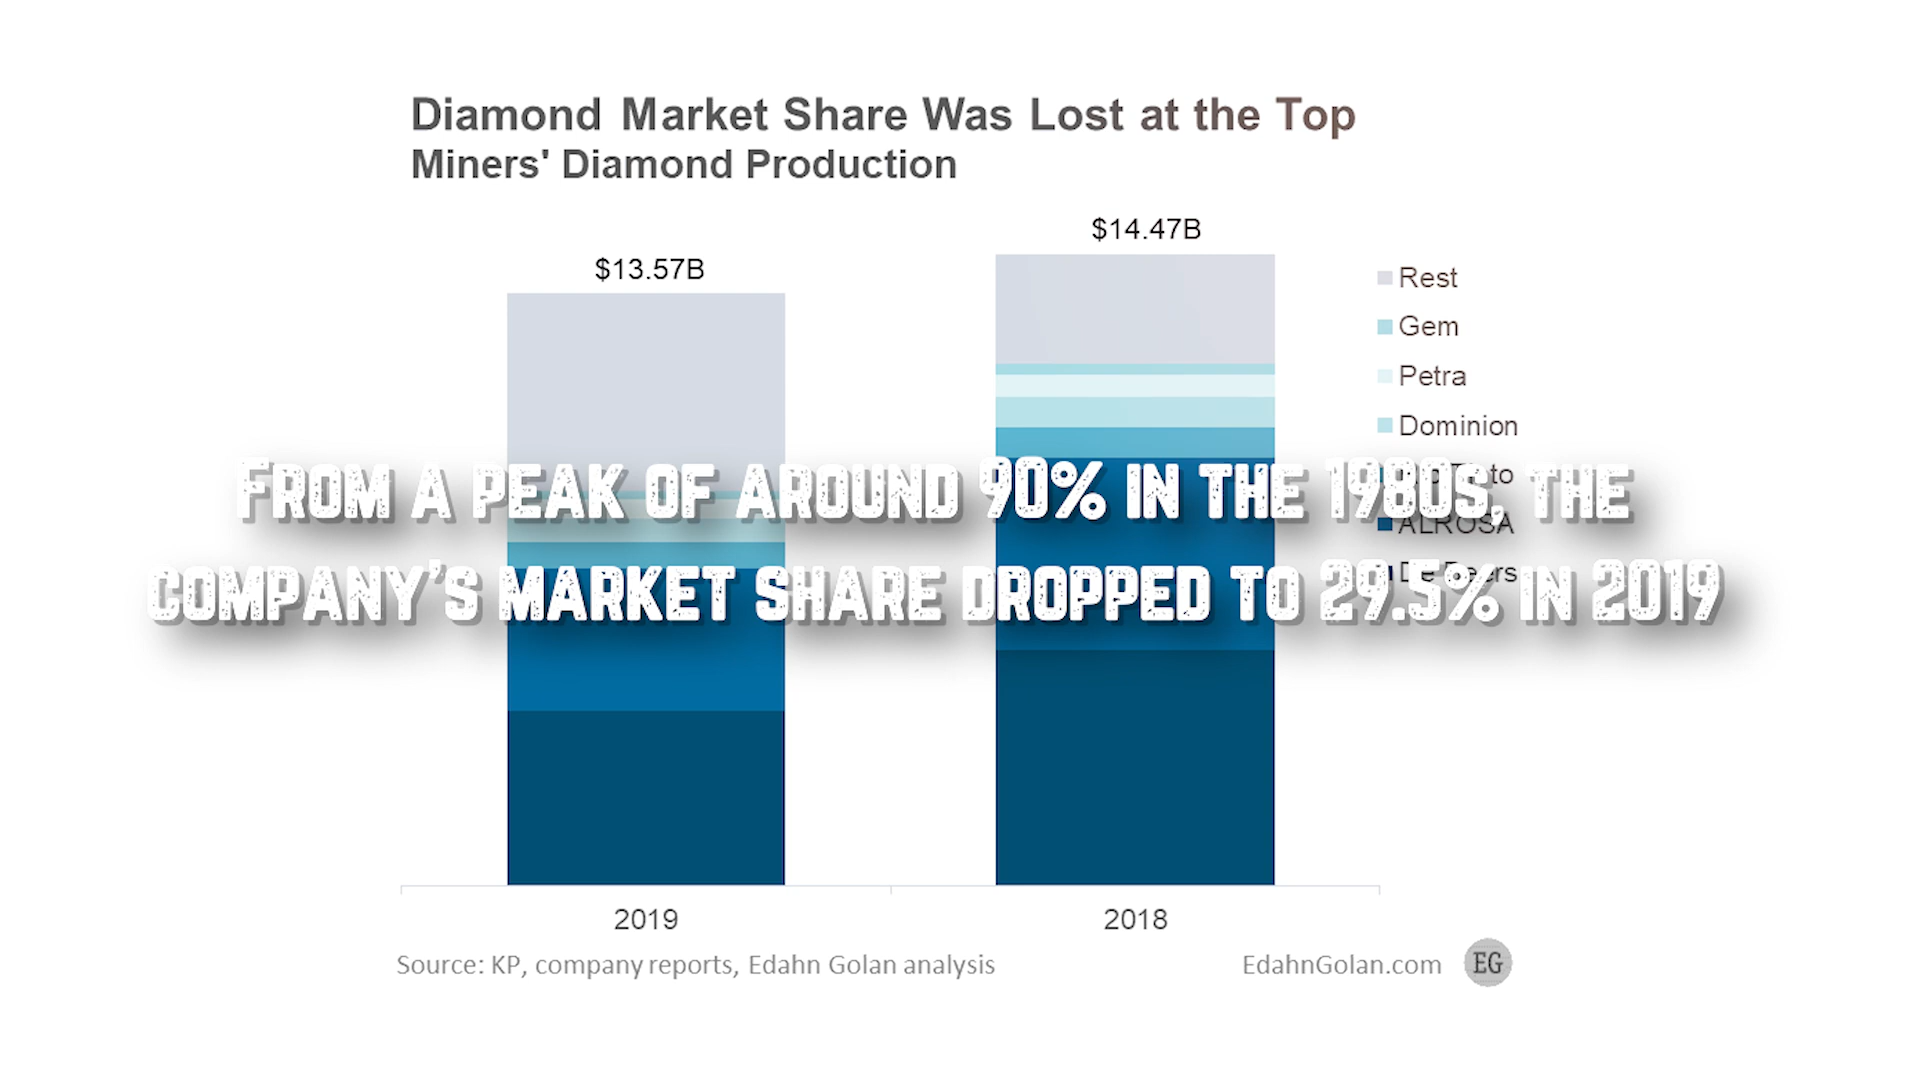 Diamond Market Share Was Lost at the Top
Miners' Diamond Production
$14.47B
$13.57B
Rest
Gem
Petra
Dominion
FROM A PEAK OF AROUND 90% IN THE 1980S, THE
ALROSA
COMPANY'S MARKET SHARE DROPPED TO 29.5% IN 2019
2019
2018
Source: KP, company reports, Edahn Golan analysis
EdahnGolan.com
EG